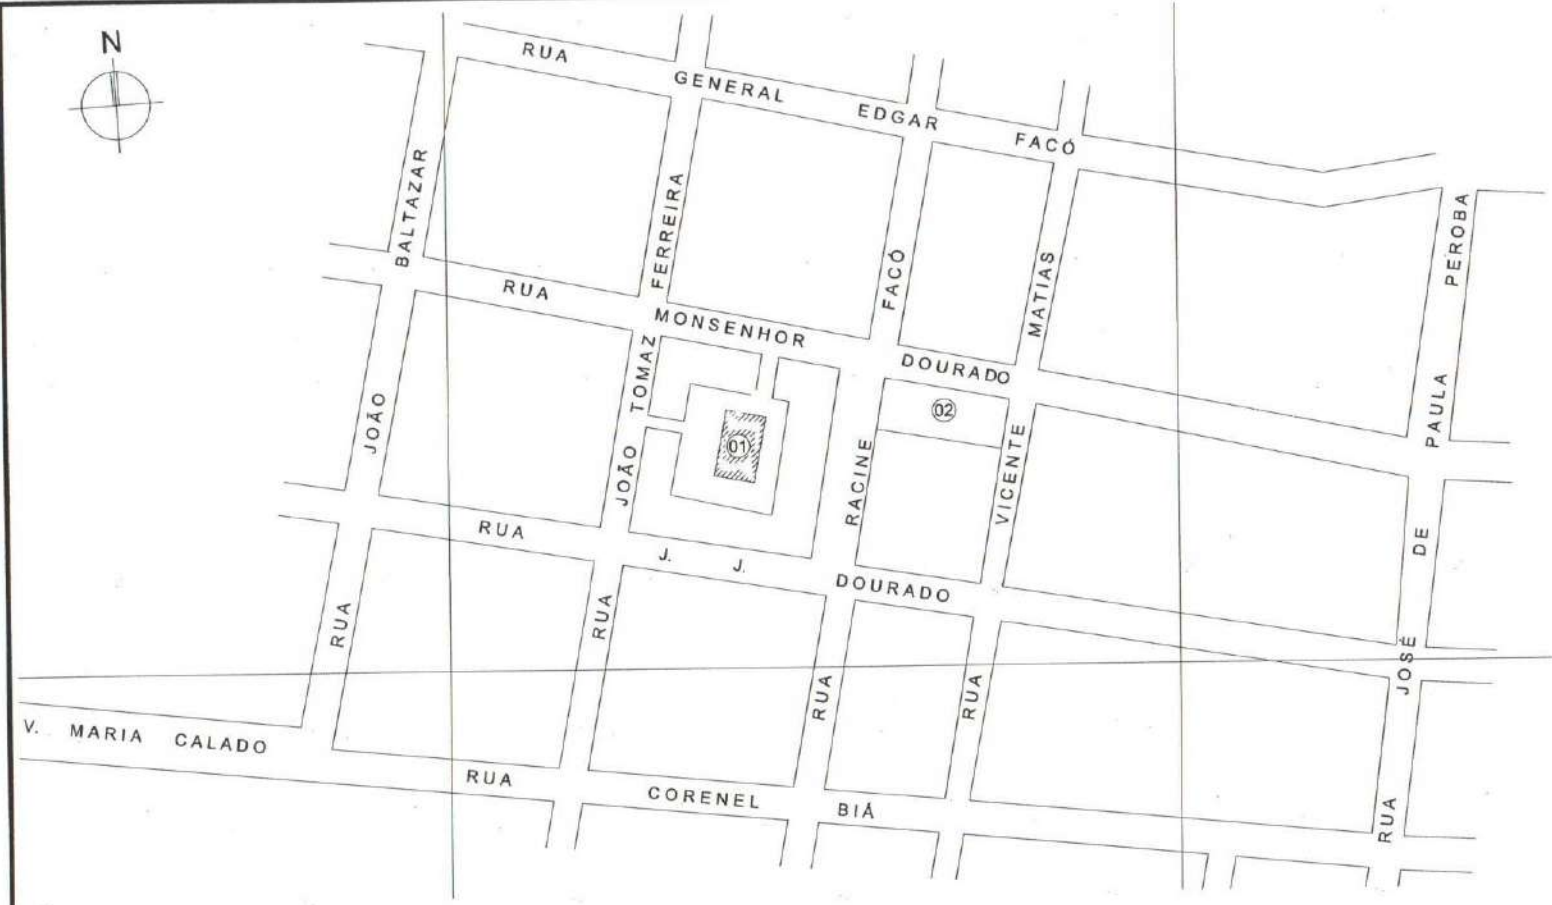 N
RUA GENERAL EDGAR FACÓ
RUA MONSENHOR DOURADO
RUA J. J. DOURADO
V. MARIA CALADO
RUA CORENEL BIÁ
RUA JOÃO BALTAZAR
RUA JOÃO TOMAZ FERREIRA
RUA RACINE FACÓ
RUA VICENTE MATIAS
RUA JOSÉ DE PAULA PEROBA
01
02